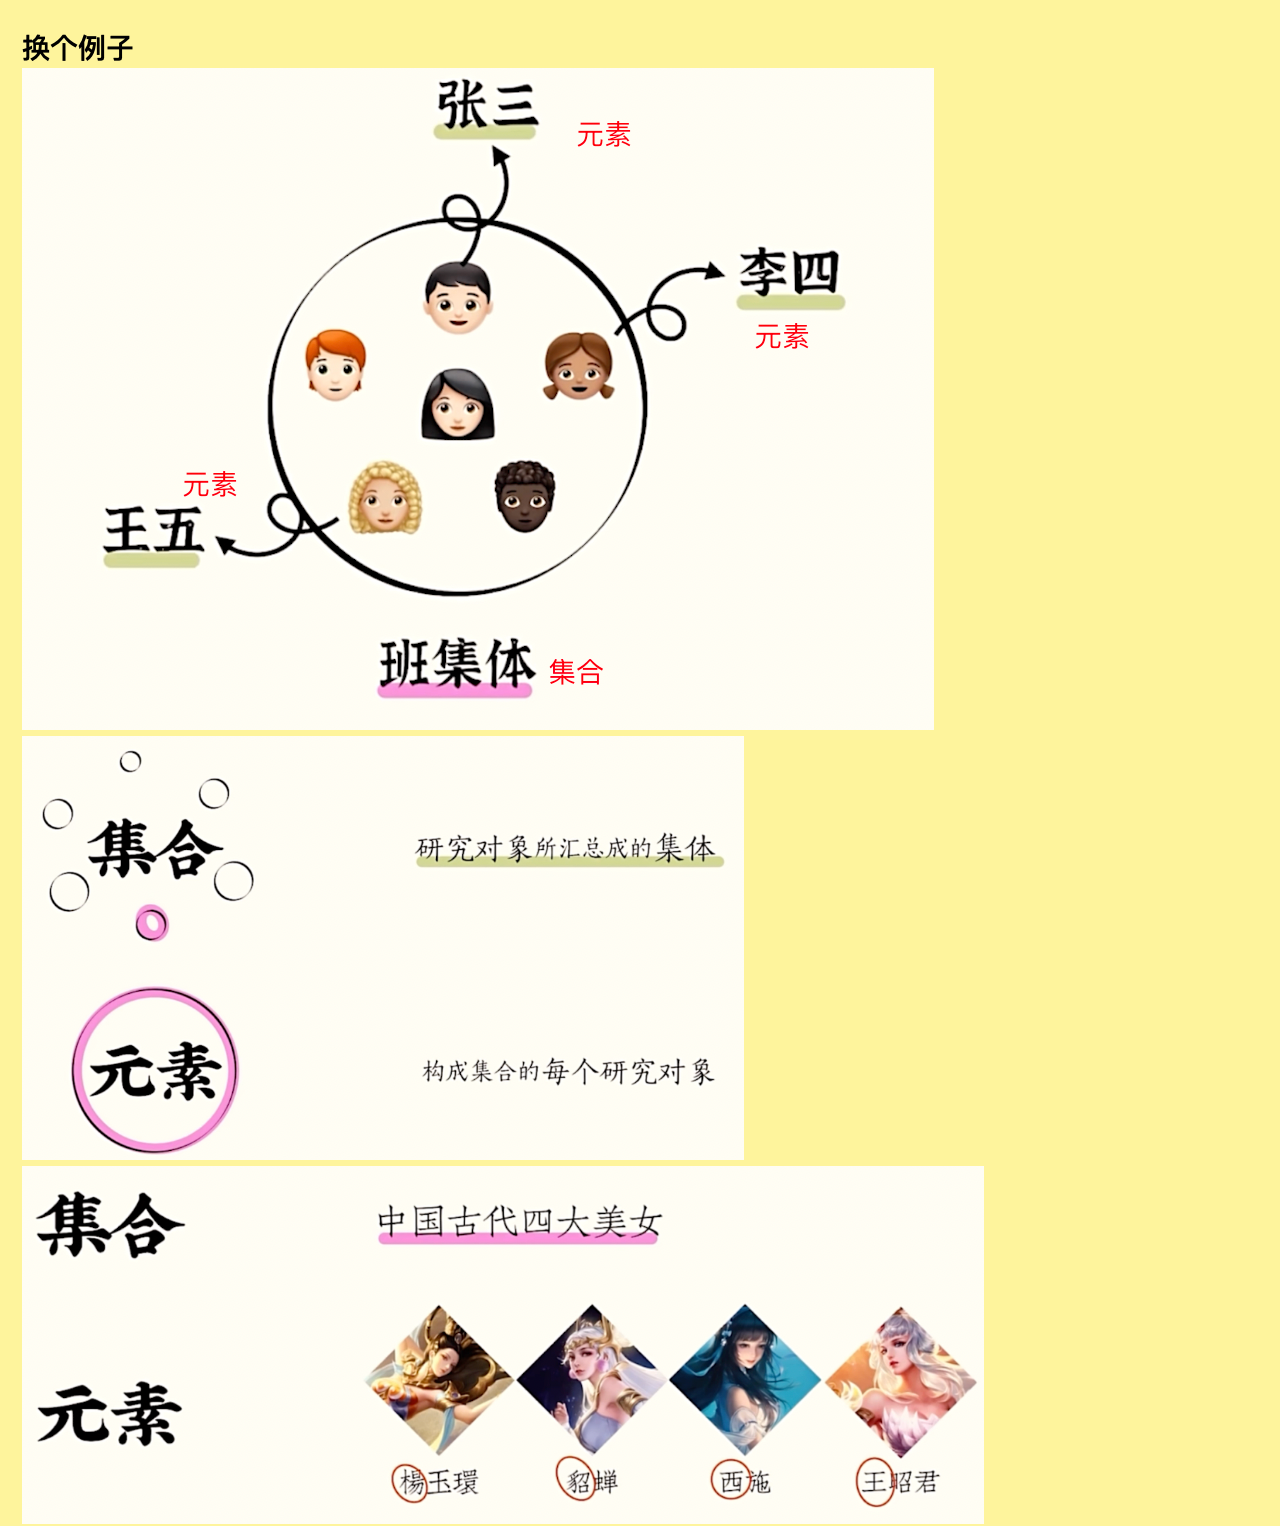 换个例子
张三
元素
李四
元素
元素
王五
班集体 集合
集合
研究对象所汇总成的集体
元素
构成集合的每个研究对象
集合
中国古代四大美女
元素
楊玉環 貂蝉 西施 王昭君